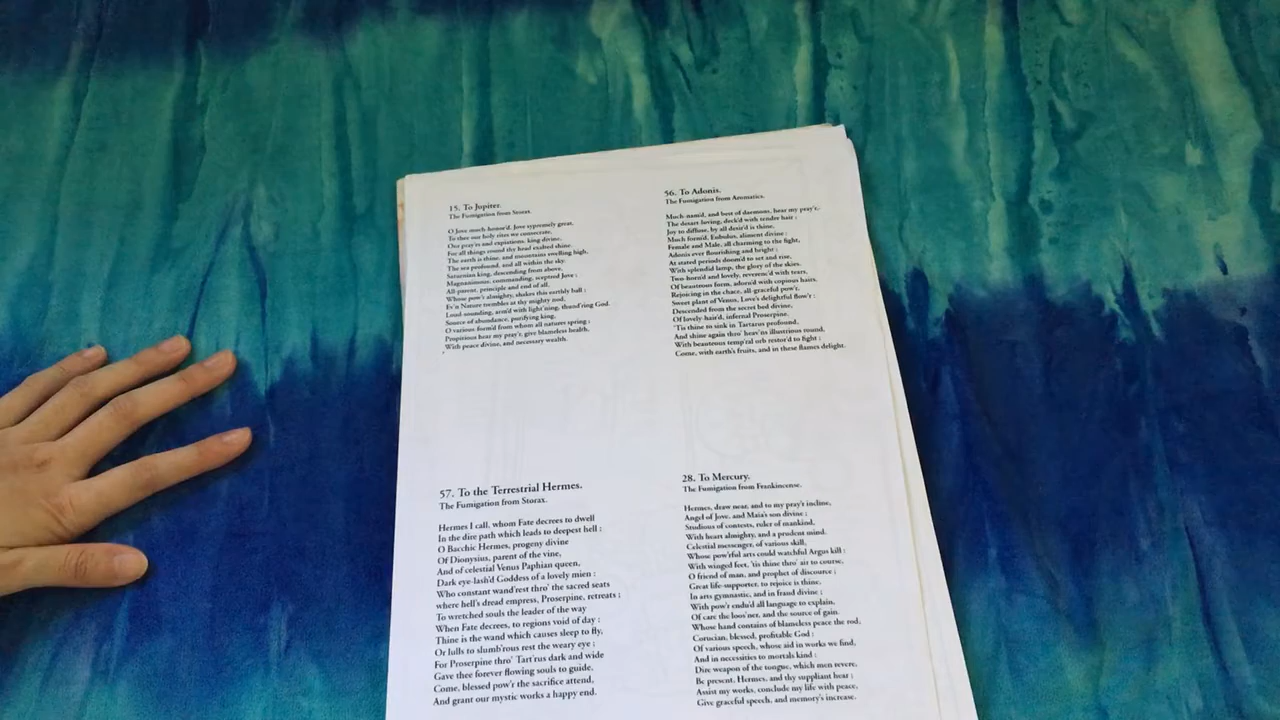 15. To Jupiter.
The Fumigation from Storax.
O Jove much-honor'd, Jove supremely great,
To thee our holy rites we consecrate,
Our pray'rs and expiations, king divine,
For all things round thy head exalted shine.
The earth is thine, and mountains swelling high,
The sea profound, and all within the sky.
Saturnian king, descending from above,
Magnanimous, commanding, sceptred Jove ;
All-parent, principle and end of all,
Whose pow'r almighty, shakes this earthly ball ;
Ev'n Nature trembles at thy mighty nod,
Loud-sounding, arm'd with light'ning, thund'ring God.
Source of abundance, purifying king,
O various-form'd from whom all natures spring ;
Propitious hear my pray'r, give blameless health,
With peace divine, and necessary wealth.
56. To Adonis.
The Fumigation from Aromatics.
Much-nam'd, and best of daemons, hear my pray'r,
The desart-loving, deck'd with tender hair ;
Joy to diffuse, by all desir'd is thine,
Much form'd, Eubulus, aliment divine :
Female and Male, all charming to the sight,
Adonis ever flourishing and bright ;
At stated periods doom'd to set and rise,
With splendid lamp, the glory of the skies.
Two-horn'd and lovely, reverenc'd with tears,
Of beauteous form, adorn'd with copious hairs.
Rejoicing in the chace, all-graceful pow'r,
Sweet plant of Venus, Love's delightful flow'r :
Descended from the secret bed divine,
Of lovely-hair'd, infernal Proserpine.
'Tis thine to sink in Tartarus profound,
And shine again thro' heav'ns illustrious round,
With beauteous temp'ral orb restor'd to sight ;
Come, with earth's fruits, and in these flames delight.
57. To the Terrestrial Hermes.
The Fumigation from Storax.
Hermes I call, whom Fate decrees to dwell
In the dire path which leads to deepest hell :
O Bacchic Hermes, progeny divine
Of Dionysius, parent of the vine,
And of celestial Venus Paphian queen,
Dark eye-lash'd Goddess of a lovely mien :
Who constant wand'rest thro' the sacred seats
where hell's dread empress, Proserpine, retreats ;
To wretched souls the leader of the way
When Fate decrees, to regions void of day :
Thine is the wand which causes sleep to fly,
Or lulls to slumb'rous rest the weary eye ;
For Proserpine thro' Tart'rus dark and wide
Gave thee forever flowing souls to guide.
Come, blessed pow'r the sacrifice attend,
And grant our mystic works a happy end.
28. To Mercury.
The Fumigation from Frankincense.
Hermes, draw near, and to my pray'r incline,
Angel of Jove, and Maia's son divine ;
Studious of contests, ruler of mankind,
With heart almighty, and a prudent mind.
Celestial messenger, of various skill,
Whose pow'rful arts could watchful Argus kill :
With winged feet, 'tis thine thro' air to course,
O friend of man, and prophet of discourse ;
Great life-supporter, to rejoice is thine,
In arts gymnastic, and in fraud divine ;
With pow'r endu'd all language to explain,
Of care the loos'ner, and the source of gain.
Whose hand contains of blameless peace the rod,
Corucian, blessed, profitable God ;
Of various speech, whose aid in works we find,
And in necessities to mortals kind :
Dire weapon of the tongue, which men revere,
Be present, Hermes, and thy suppliant hear ;
Assist my works, conclude my life with peace,
Give graceful speech, and memory's increase.